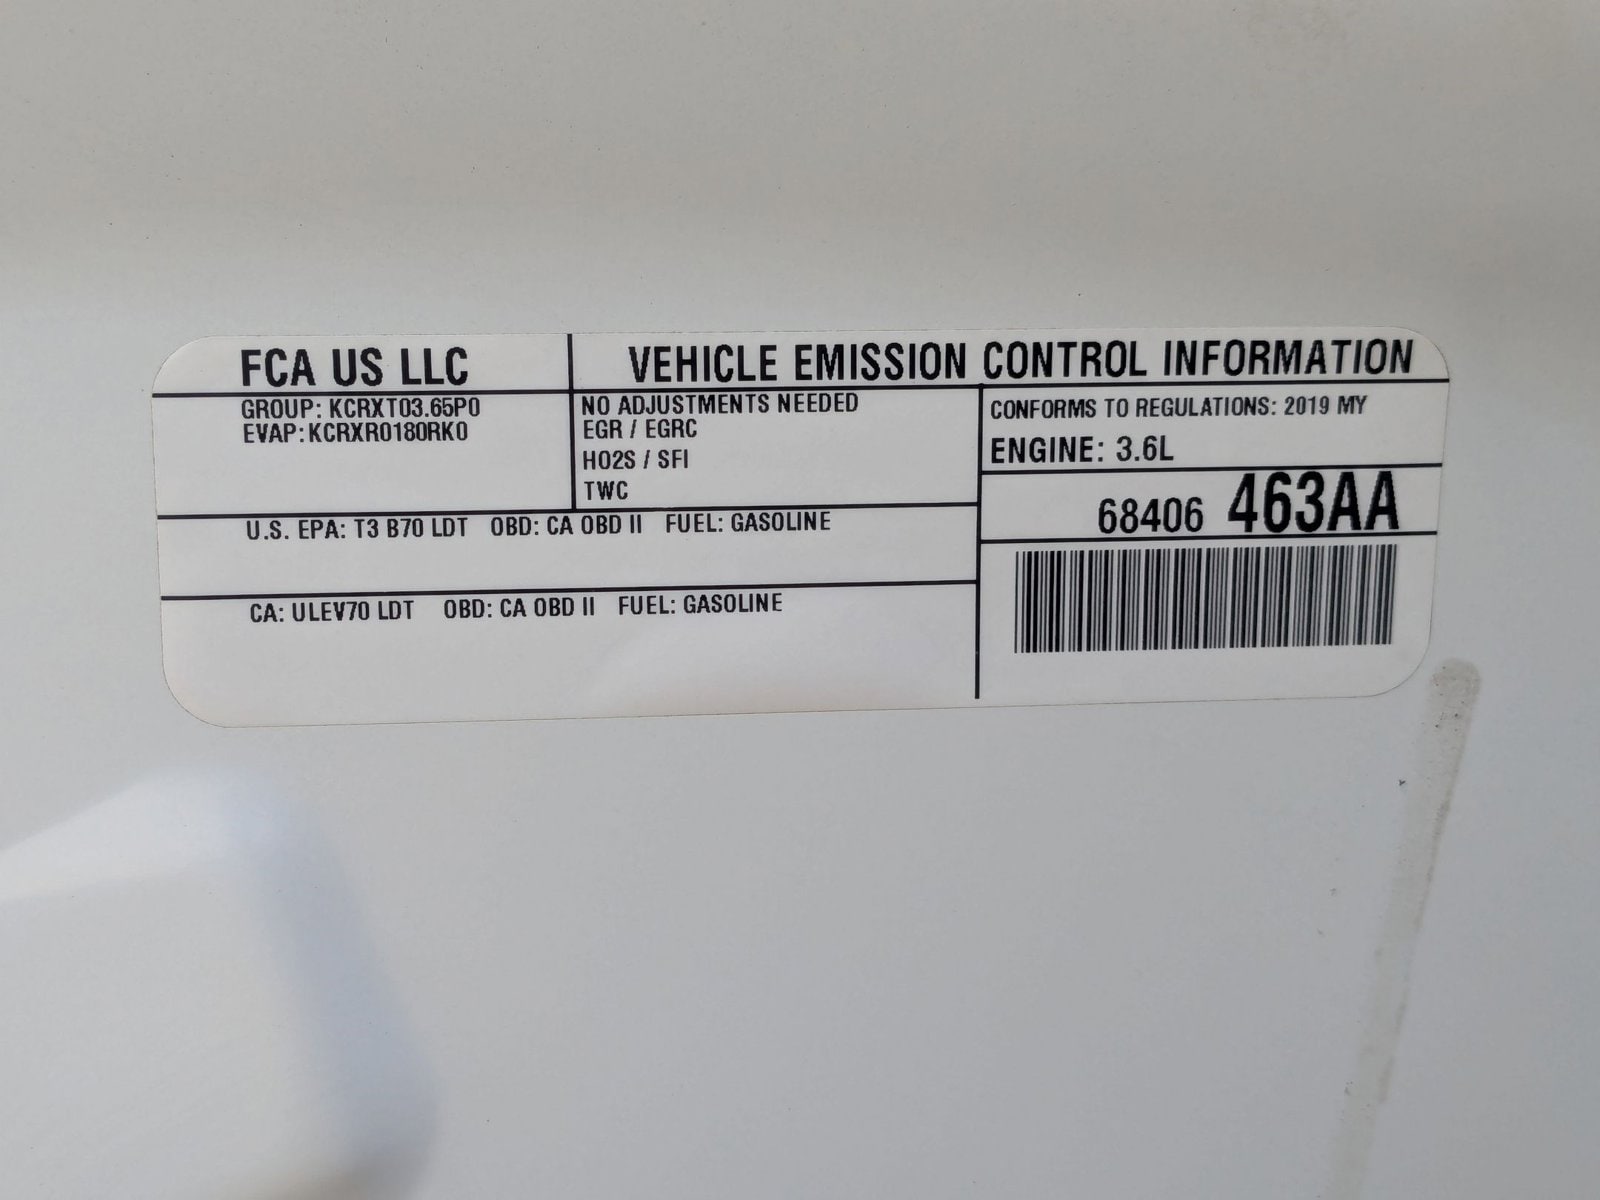 FCA US LLC
VEHICLE EMISSION CONTROL INFORMATION
GROUP: KCRXT03.65P0
EVAP:KCRXR0180RK0
NO ADJUSTMENTS NEEDED
EGR / EGRC
HO2S / SFI
TWC
CONFORMS TO REGULATIONS: 2019 MY
ENGINE: 3.6L
68406 463AA
U.S. EPA: T3 B70 LDT OBD: CA OBD II FUEL: GASOLINE
CA: ULEV70 LDT OBD: CA OBD II FUEL: GASOLINE